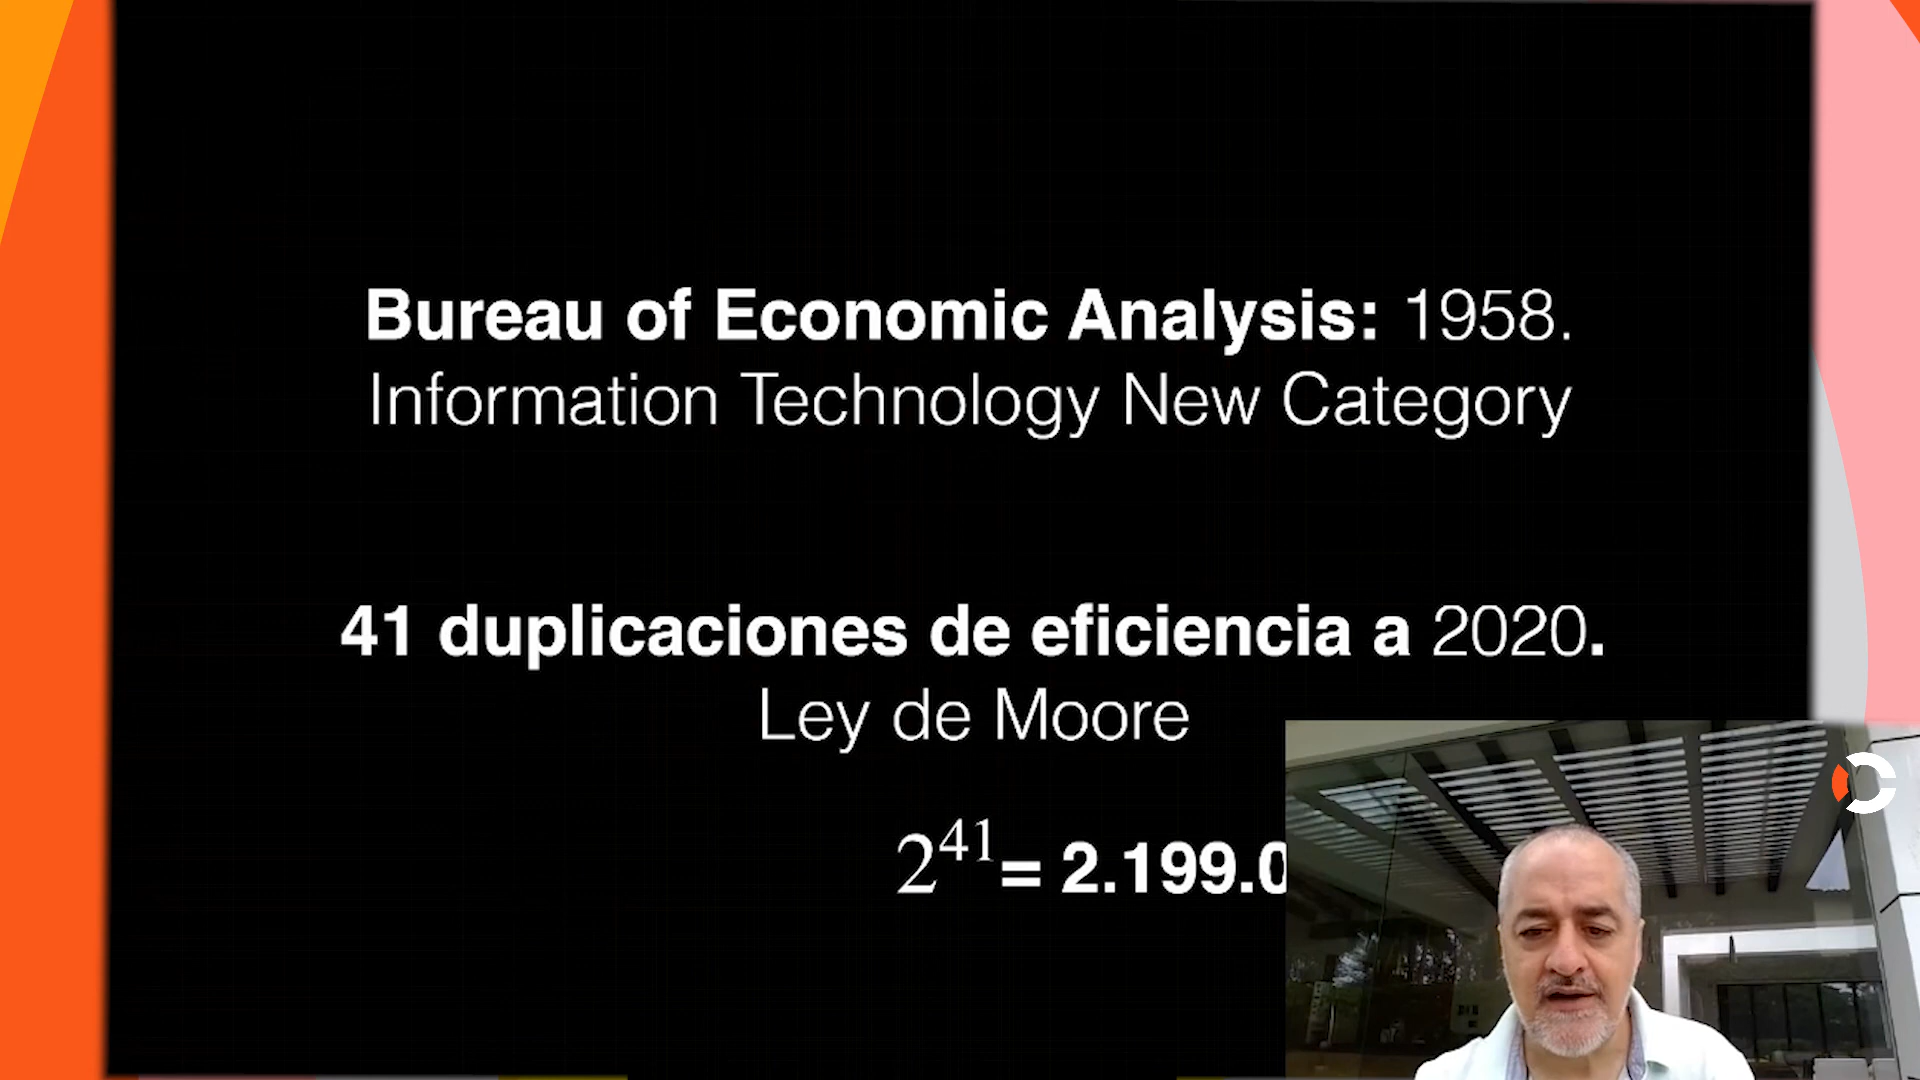 Bureau of Economic Analysis: 1958.
Information Technology New Category
41 duplicaciones de eficiencia a 2020.
Ley de Moore
2⁴¹= 2.199.0